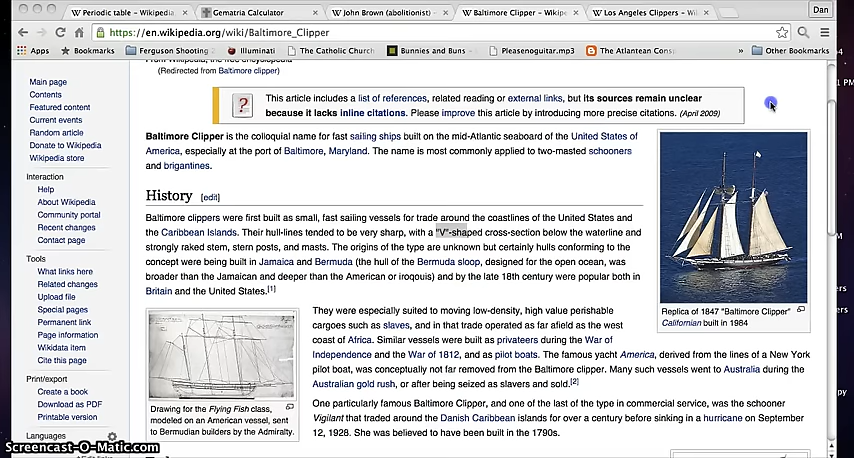 Periodic table - Wikipedia
Gematria Calculator
John Brown (abolitionist) -
Baltimore Clipper - Wikipe
Los Angeles Clippers - Wi
Dan
https://en.wikipedia.org/wiki/Baltimore_Clipper
Apps
Bookmarks
Ferguson Shooting
Illuminati
The Catholic Church
Bunnies and Buns -
Pleasenoguitar.mp3
The Atlantean Cons
»
Other Bookmarks
From Wikipedia, the free encyclopedia
(Redirected from Baltimore clipper)
This article includes a list of references, related reading or external links, but its sources remain unclear
because it lacks inline citations. Please improve this article by introducing more precise citations. (April 2009)
Main page
Contents
Featured content
Current events
Random article
Donate to Wikipedia
Wikipedia store
Interaction
Help
About Wikipedia
Community portal
Recent changes
Contact page
Tools
What links here
Related changes
Upload file
Special pages
Permanent link
Page information
Wikidata item
Cite this page
Print/export
Create a book
Download as PDF
Printable version
Languages
Baltimore Clipper is the colloquial name for fast sailing ships built on the mid-Atlantic seaboard of the United States of
America, especially at the port of Baltimore, Maryland. The name is most commonly applied to two-masted schooners
and brigantines.
History [edit]
Baltimore clippers were first built as small, fast sailing vessels for trade around the coastlines of the United States and
the Caribbean Islands. Their hull-lines tended to be very sharp, with a "V"-shaped cross-section below the waterline and
strongly raked stem, stern posts, and masts. The origins of the type are unknown but certainly hulls conforming to the
concept were being built in Jamaica and Bermuda (the hull of the Bermuda sloop, designed for the open ocean, was
broader than the Jamaican and deeper than the American or iroqouis) and by the late 18th century were popular both in
Britain and the United States.[1]
Replica of 1847 "Baltimore Clipper"
Californian built in 1984
They were especially suited to moving low-density, high value perishable
cargoes such as slaves, and in that trade operated as far afield as the west
coast of Africa. Similar vessels were built as privateers during the War of
Independence and the War of 1812, and as pilot boats. The famous yacht America, derived from the lines of a New York
pilot boat, was conceptually not far removed from the Baltimore clipper. Many such vessels went to Australia during the
Australian gold rush, or after being seized as slavers and sold.[2]
Drawing for the Flying Fish class,
modeled on an American vessel, sent
to Bermudian builders by the Admiralty.
One particularly famous Baltimore Clipper, and one of the last of the type in commercial service, was the schooner
Vigilant that traded around the Danish Caribbean islands for over a century before sinking in a hurricane on September
12, 1928. She was believed to have been built in the 1790s.
Screencast-O-Matic.com